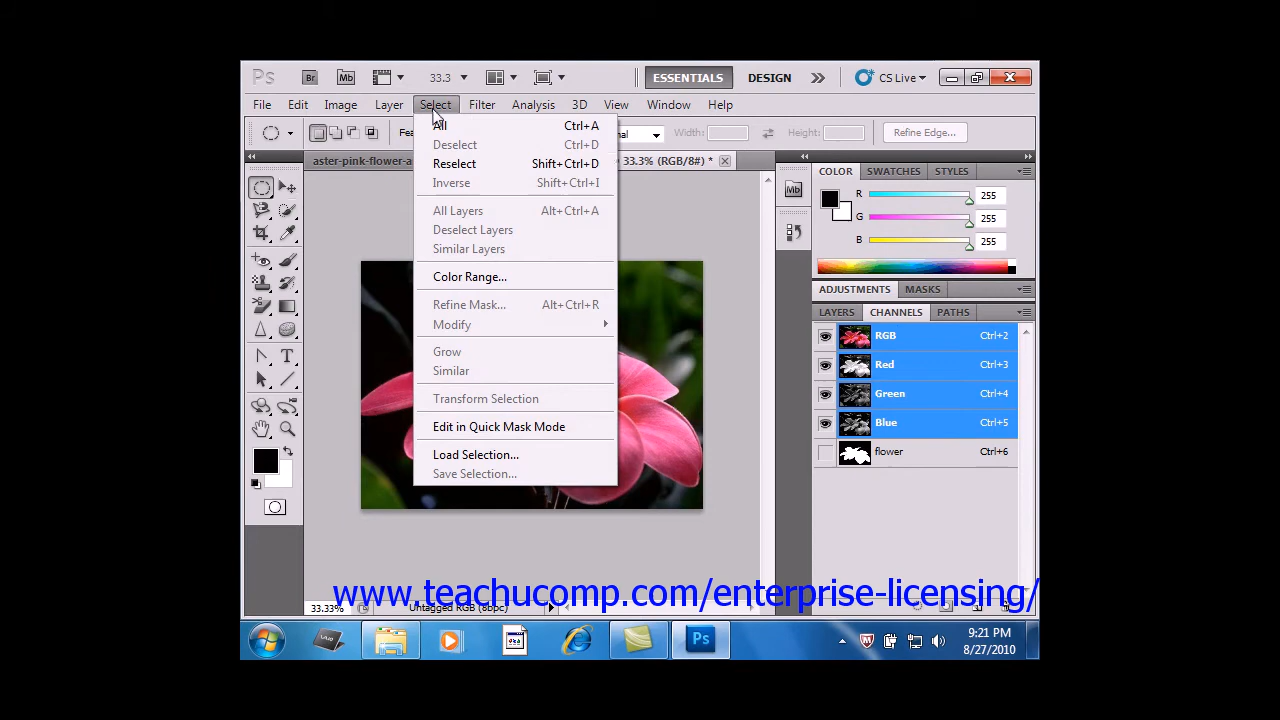 Ps Br Mb 33.3 ESSENTIALS DESIGN CS Live
File Edit Image Layer Select Filter Analysis 3D View Window Help
Width: Height: Refine Edge...
aster-pink-flower-a 33.3% (RGB/8#) *
All Ctrl+A
Deselect Ctrl+D
Reselect Shift+Ctrl+D
Inverse Shift+Ctrl+I
All Layers Alt+Ctrl+A
Deselect Layers
Similar Layers
Color Range...
Refine Mask... Alt+Ctrl+R
Modify
Grow
Similar
Transform Selection
Edit in Quick Mask Mode
Load Selection...
Save Selection...
Mb
COLOR SWATCHES STYLES
R 255
G 255
B 255
ADJUSTMENTS MASKS
LAYERS CHANNELS PATHS
RGB Ctrl+2
Red Ctrl+3
Green Ctrl+4
Blue Ctrl+5
flower Ctrl+6
www.teachucomp.com/enterprise-licensing/
33.33% Untagged RGB (8bpc)
Ps
9:21 PM
8/27/2010